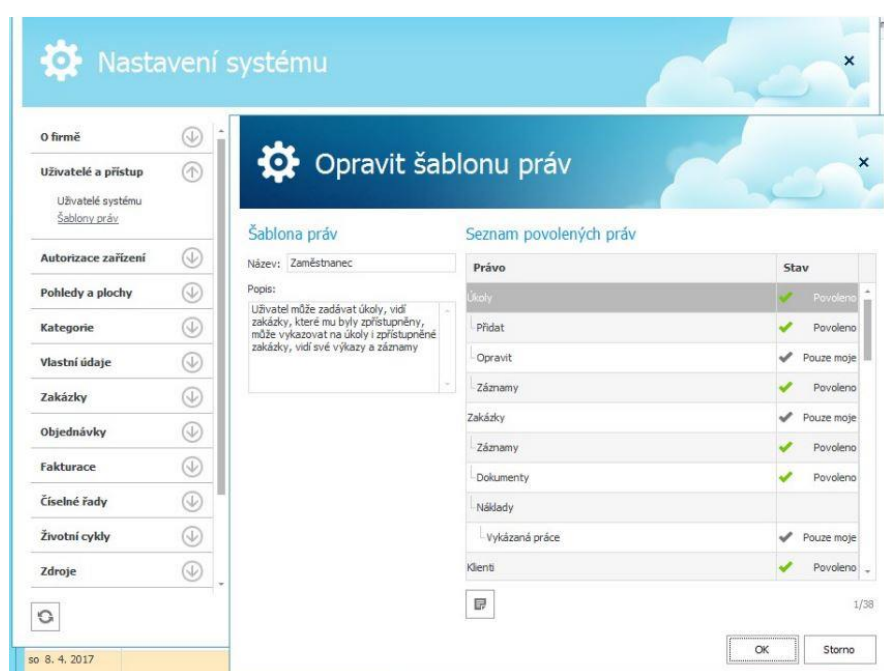 Nastavení systému
O firmě
Uživatelé a přístup
Uživatelé systému
Šablony práv
Autorizace zařízení
Pohledy a plochy
Kategorie
Vlastní údaje
Zakázky
Objednávky
Fakturace
Číselné řady
Životní cykly
Zdroje
so 8. 4. 2017
Opravit šablonu práv
Šablona práv
Název: Zaměstnanec
Popis:
Uživatel může zadávat úkoly, vidí
zakázky, které mu byly zpřístupněny,
může vykazovat na úkoly i zpřístupněné
zakázky, vidí své výkazy a záznamy
Seznam povolených práv
Právo Stav
Úkoly Povoleno
Přidat Povoleno
Opravit Pouze moje
Záznamy Povoleno
Zakázky Pouze moje
Záznamy Povoleno
Dokumenty Povoleno
Náklady
Vykázaná práce Pouze moje
Klienti Povoleno
1/38
OK Storno